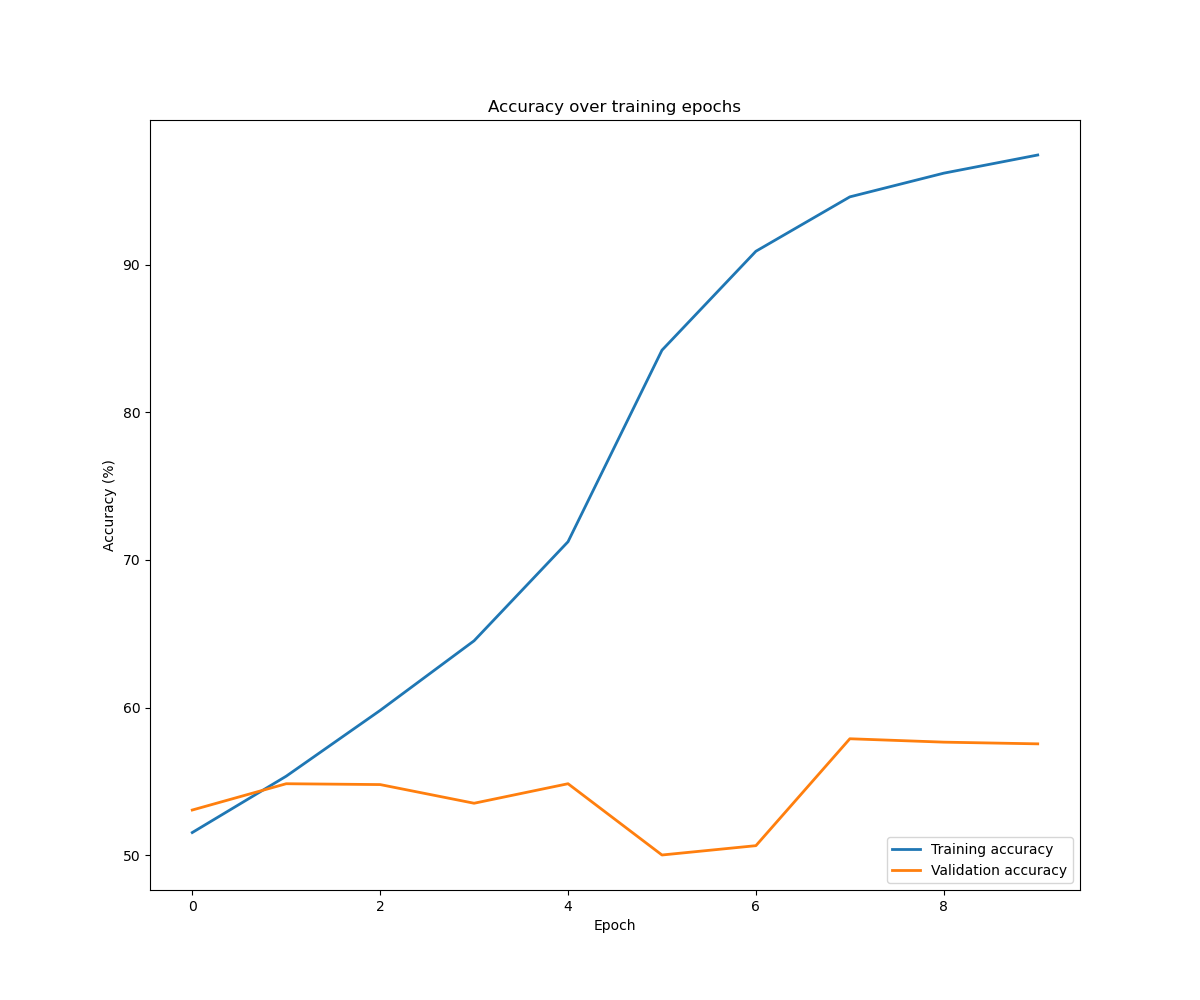 Accuracy over training epochs
Accuracy (%)
90
80
70
60
50
0 2 4 6 8
Epoch
Training accuracy
Validation accuracy